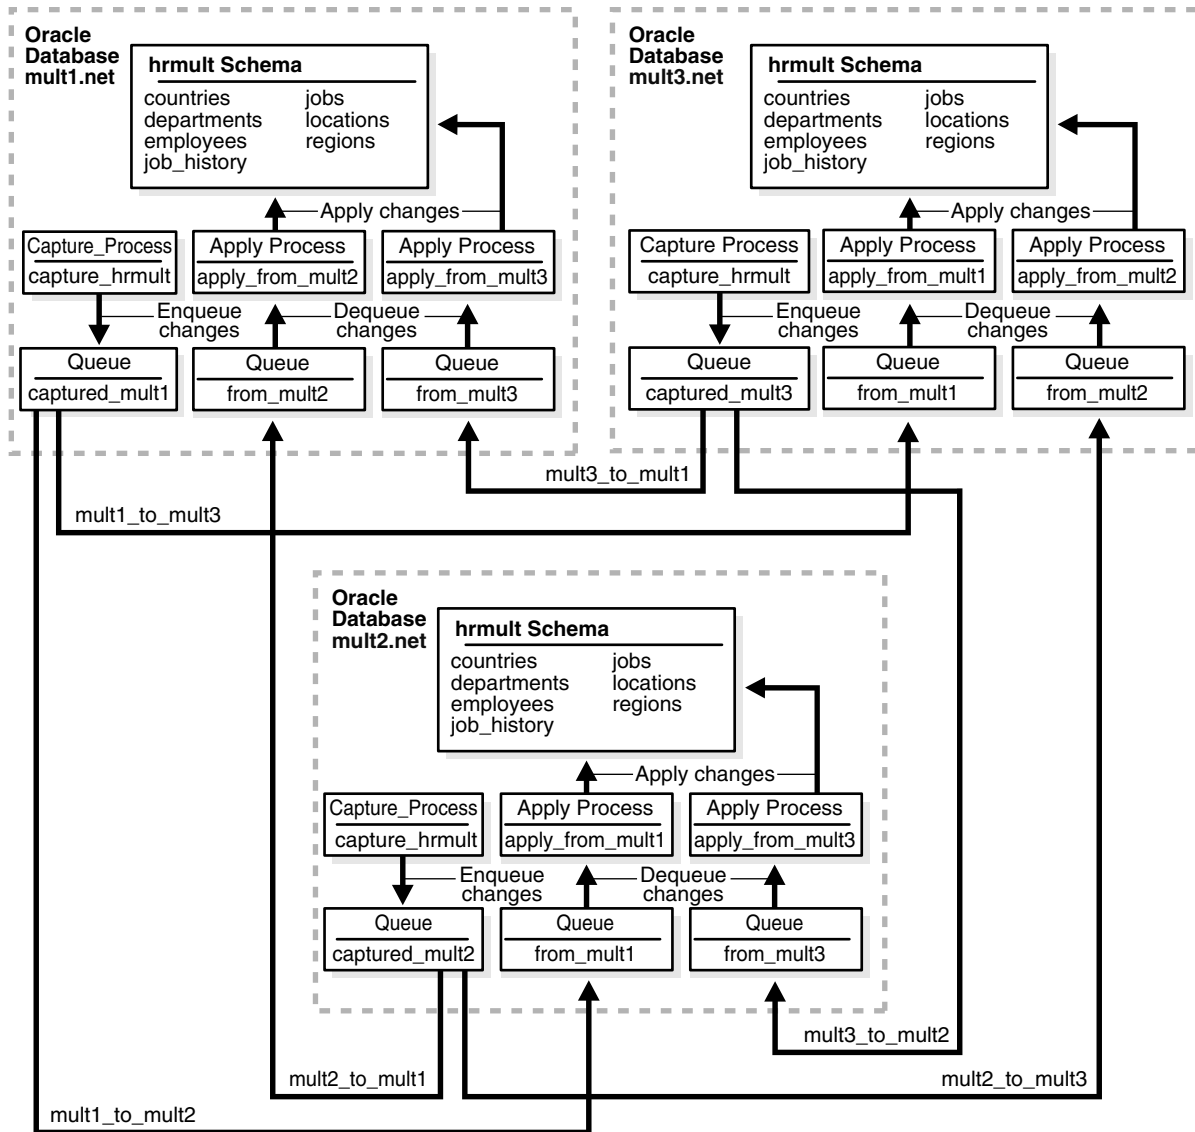 Oracle
Database
mult1.net
hrmult Schema
countries jobs
departments locations
employees regions
job_history
Apply changes
Capture_Process
capture_hrmult
Apply Process
apply_from_mult2
Apply Process
apply_from_mult3
Enqueue
changes
Dequeue
changes
Queue
captured_mult1
Queue
from_mult2
Queue
from_mult3
Oracle
Database
mult3.net
hrmult Schema
countries jobs
departments locations
employees regions
job_history
Apply changes
Capture Process
capture_hrmult
Apply Process
apply_from_mult1
Apply Process
apply_from_mult2
Enqueue
changes
Dequeue
changes
Queue
captured_mult3
Queue
from_mult1
Queue
from_mult2
mult3_to_mult1
mult1_to_mult3
Oracle
Database
mult2.net
hrmult Schema
countries jobs
departments locations
employees regions
job_history
Apply changes
Capture_Process
capture_hrmult
Apply Process
apply_from_mult1
Apply Process
apply_from_mult3
Enqueue
changes
Dequeue
changes
Queue
captured_mult2
Queue
from_mult1
Queue
from_mult3
mult3_to_mult2
mult2_to_mult1
mult2_to_mult3
mult1_to_mult2